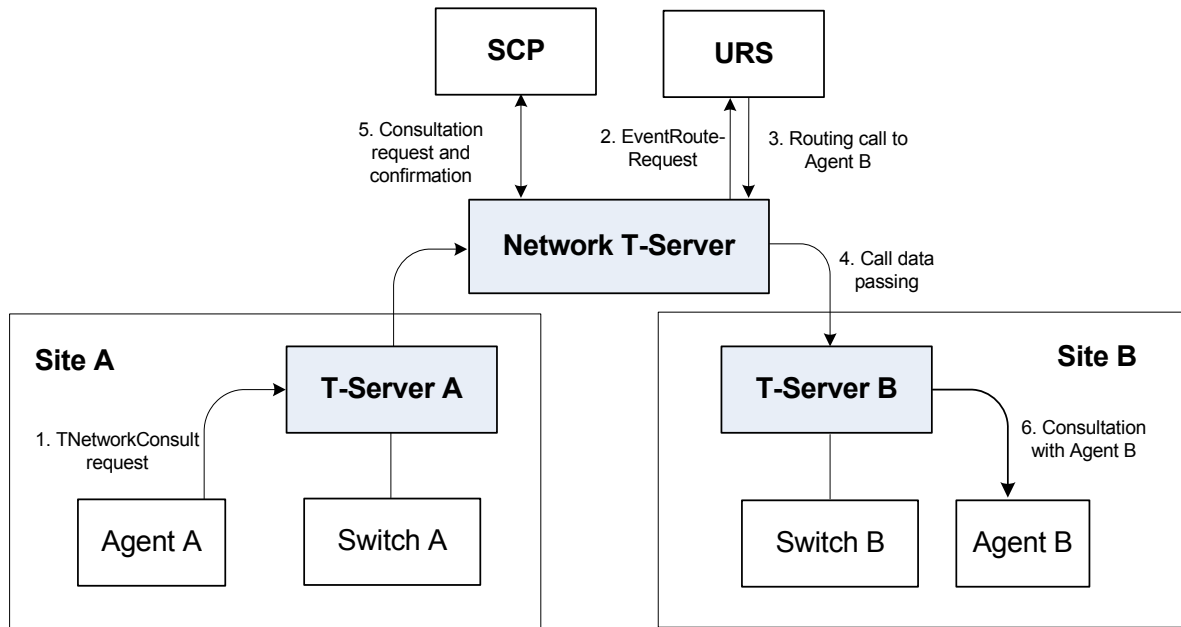 SCP
URS
5. Consultation
request and
confirmation
2. EventRoute-
Request
3. Routing call to
Agent B
Network T-Server
4. Call data
passing
Site A
T-Server A
1. TNetworkConsult
request
Agent A
Switch A
Site B
T-Server B
6. Consultation
with Agent B
Switch B
Agent B